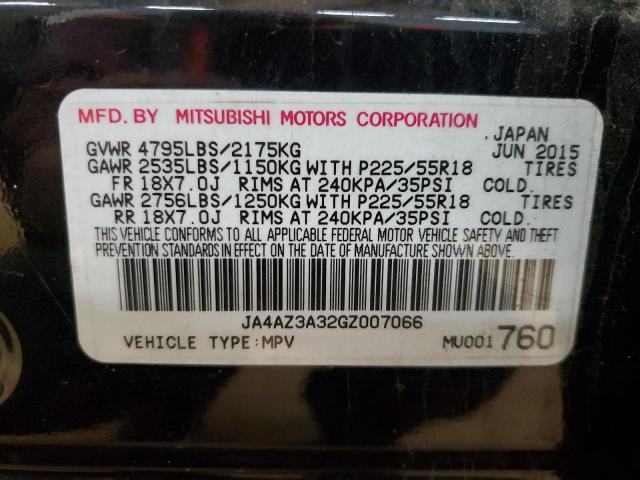 MFD. BY MITSUBISHI MOTORS CORPORATION
, JAPAN
GVWR 4795LBS/2175KG JUN 2015
GAWR 2535LBS/1150KG WITH P225/55R18 TIRES
FR 18X7.0J RIMS AT 240KPA/35PSI COLD.
GAWR 2756LBS/1250KG WITH P225/55R18 TIRES
RR 18X7.0J RIMS AT 240KPA/35PSI COLD.
THIS VEHICLE CONFORMS TO ALL APPLICABLE FEDERAL MOTOR VEHICLE SAFETY AND THEFT
PREVENTION STANDARDS IN EFFECT ON THE DATE OF MANUFACTURE SHOWN ABOVE.
JA4AZ3A32GZ007066
VEHICLE TYPE:MPV MU001760